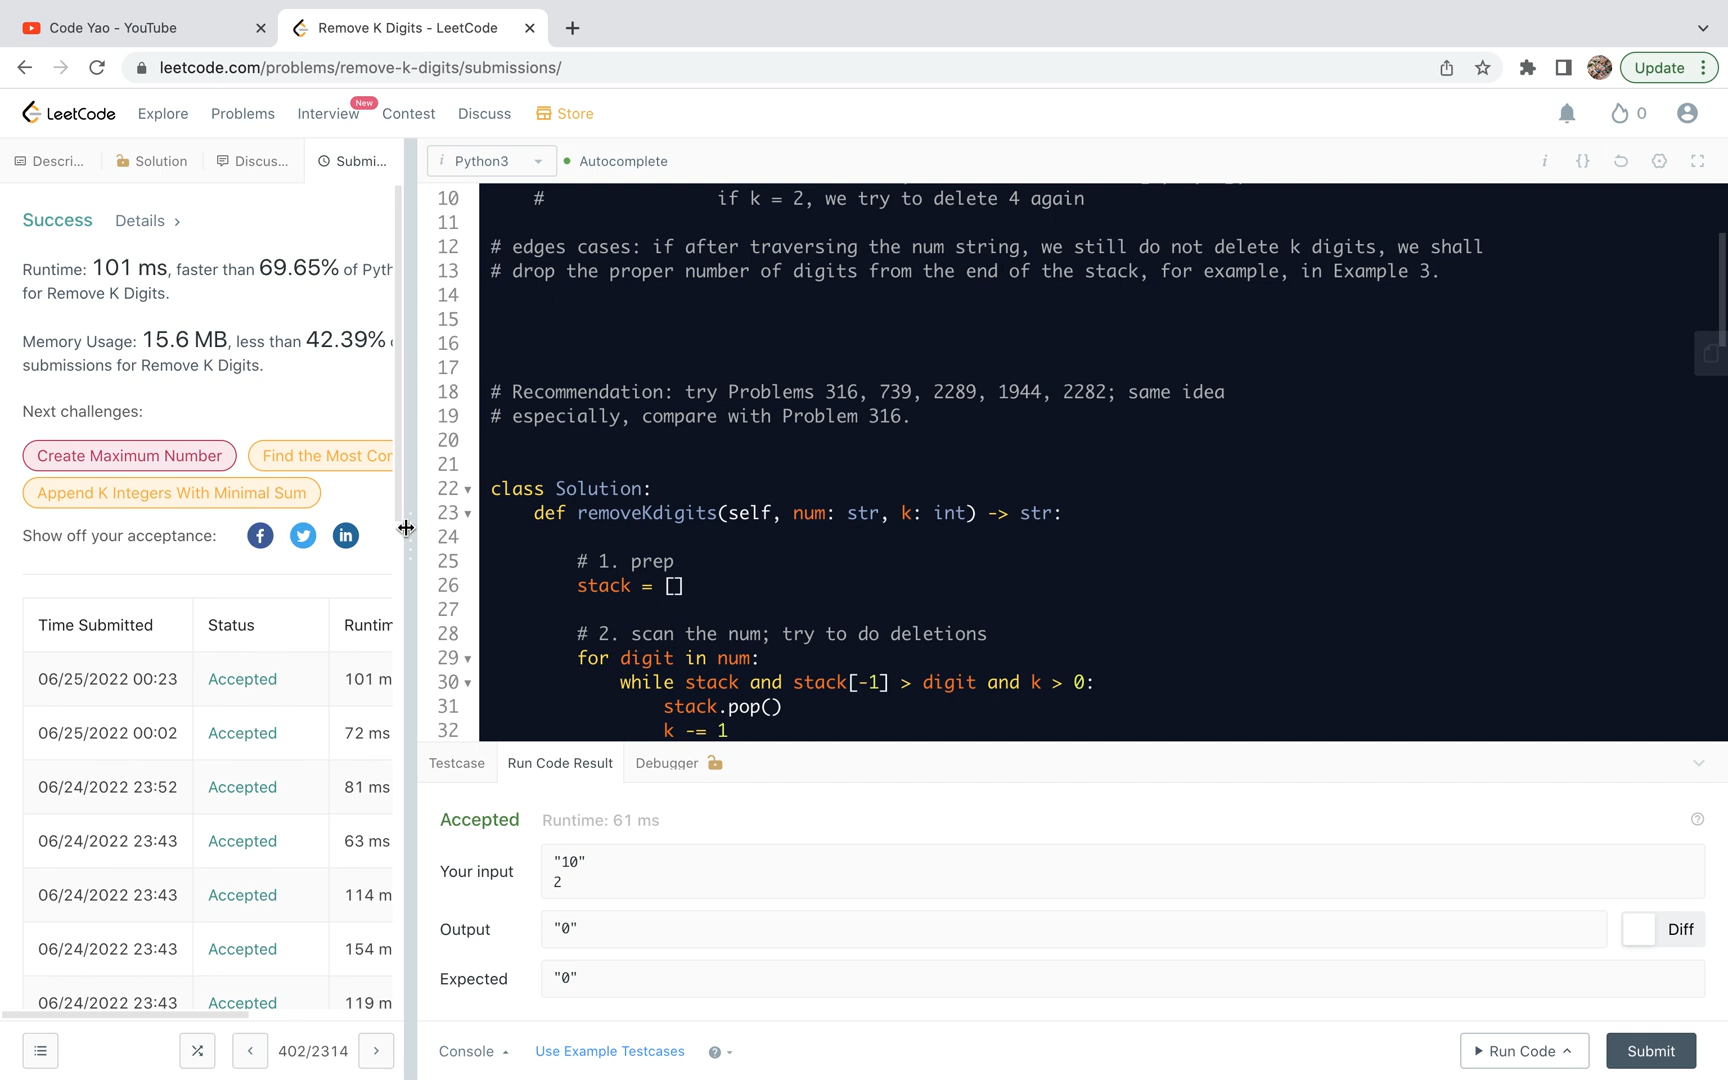 Code Yao - YouTube
Remove K Digits - LeetCode
leetcode.com/problems/remove-k-digits/submissions/
Update
LeetCode
Explore
Problems
Interview
New
Contest
Discuss
Store
0
Descri...
Solution
Discus...
Submi...
i Python3
Autocomplete
i
{}
Success
Details >
Runtime: 101 ms, faster than 69.65% of Pyth
for Remove K Digits.
Memory Usage: 15.6 MB, less than 42.39%
submissions for Remove K Digits.
Next challenges:
Create Maximum Number
Find the Most Cor
Append K Integers With Minimal Sum
Show off your acceptance:
Time Submitted Status Runtim
06/25/2022 00:23 Accepted 101 m
06/25/2022 00:02 Accepted 72 ms
06/24/2022 23:52 Accepted 81 ms
06/24/2022 23:43 Accepted 63 ms
06/24/2022 23:43 Accepted 114 m
06/24/2022 23:43 Accepted 154 m
06/24/2022 23:43 Accepted 119 m
402/2314
10 # if k = 2, we try to delete 4 again
11
12 # edges cases: if after traversing the num string, we still do not delete k digits, we shall
13 # drop the proper number of digits from the end of the stack, for example, in Example 3.
14
15
16
17
18 # Recommendation: try Problems 316, 739, 2289, 1944, 2282; same idea
19 # especially, compare with Problem 316.
20
21
22 class Solution:
23 def removeKdigits(self, num: str, k: int) -> str:
24
25 # 1. prep
26 stack = []
27
28 # 2. scan the num; try to do deletions
29 for digit in num:
30 while stack and stack[-1] > digit and k > 0:
31 stack.pop()
32 k -= 1
Testcase
Run Code Result
Debugger
Accepted
Runtime: 61 ms
Your input
"10"
2
Output
"0"
Diff
Expected
"0"
Console
Use Example Testcases
Run Code
Submit